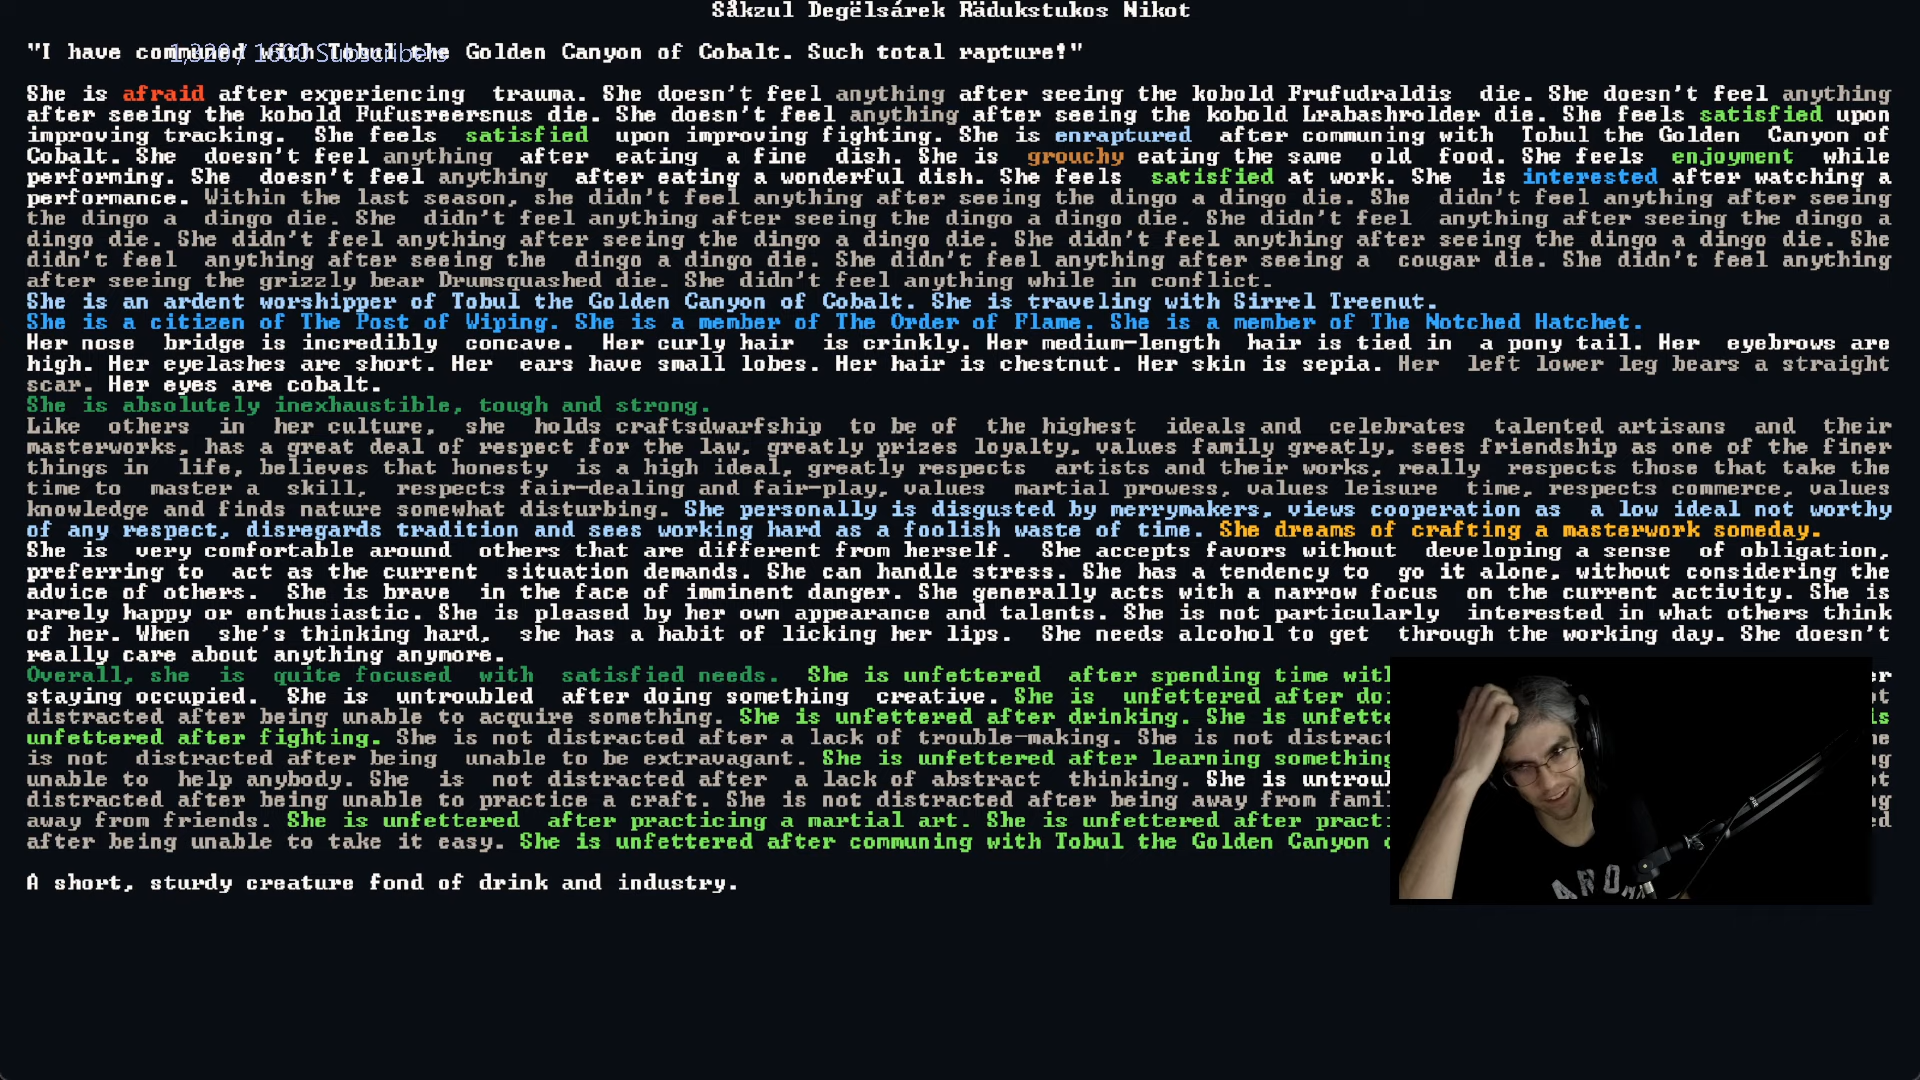 Såkzul Degëlsárek Rädukstukos Nikot
1,320 / 1600 Subscribers
"I have communed with Tobul the Golden Canyon of Cobalt. Such total rapture!"
She is afraid after experiencing trauma. She doesn't feel anything after seeing the kobold Frufudraldis die. She doesn't feel anything
after seeing the kobold Fufusreersnus die. She doesn't feel anything after seeing the kobold Lrabashrolder die. She feels satisfied upon
improving tracking. She feels satisfied upon improving fighting. She is enraptured after communing with Tobul the Golden Canyon of
Cobalt. She doesn't feel anything after eating a fine dish. She is grouchy eating the same old food. She feels enjoyment while
performing. She doesn't feel anything after eating a wonderful dish. She feels satisfied at work. She is interested after watching a
performance. Within the last season, she didn't feel anything after seeing the dingo a dingo die. She didn't feel anything after seeing
the dingo a dingo die. She didn't feel anything after seeing the dingo a dingo die. She didn't feel anything after seeing the dingo a
dingo die. She didn't feel anything after seeing the dingo a dingo die. She didn't feel anything after seeing the dingo a dingo die. She
didn't feel anything after seeing the dingo a dingo die. She didn't feel anything after seeing a cougar die. She didn't feel anything
after seeing the grizzly bear Drumsquashed die. She didn't feel anything while in conflict.
She is an ardent worshipper of Tobul the Golden Canyon of Cobalt. She is traveling with Sirrel Treenut.
She is a citizen of The Post of Wiping. She is a member of The Order of Flame. She is a member of The Notched Hatchet.
Her nose bridge is incredibly concave. Her curly hair is crinkly. Her medium-length hair is tied in a pony tail. Her eyebrows are
high. Her eyelashes are short. Her ears have small lobes. Her hair is chestnut. Her skin is sepia. Her left lower leg bears a straight
scar. Her eyes are cobalt.
She is absolutely inexhaustible, tough and strong.
Like others in her culture, she holds craftsdwarfship to be of the highest ideals and celebrates talented artisans and their
masterworks, has a great deal of respect for the law, greatly prizes loyalty, values family greatly, sees friendship as one of the finer
things in life, believes that honesty is a high ideal, greatly respects artists and their works, really respects those that take the
time to master a skill, respects fair-dealing and fair-play, values martial prowess, values leisure time, respects commerce, values
knowledge and finds nature somewhat disturbing. She personally is disgusted by merrymakers, views cooperation as a low ideal not worthy
of any respect, disregards tradition and sees working hard as a foolish waste of time. She dreams of crafting a masterwork someday.
She is very comfortable around others that are different from herself. She accepts favors without developing a sense of obligation,
preferring to act as the current situation demands. She can handle stress. She has a tendency to go it alone, without considering the
advice of others. She is brave in the face of imminent danger. She generally acts with a narrow focus on the current activity. She is
rarely happy or enthusiastic. She is pleased by her own appearance and talents. She is not particularly interested in what others think
of her. When she's thinking hard, she has a habit of licking her lips. She needs alcohol to get through the working day. She doesn't
really care about anything anymore.
Overall, she is quite focused with satisfied needs. She is unfettered after spending time
staying occupied. She is untroubled after doing something creative. She is unfettered after
distracted after being unable to acquire something. She is unfettered after drinking. She is
unfettered after fighting. She is not distracted after a lack of trouble-making. She is not
is not distracted after being unable to be extravagant. She is unfettered after learning something
unable to help anybody. She is not distracted after a lack of abstract thinking. She is
distracted after being unable to practice a craft. She is not distracted after being away from
away from friends. She is unfettered after practicing a martial art. She is unfettered after
after being unable to take it easy. She is unfettered after communing with Tobul the Golden Canyon
A short, sturdy creature fond of drink and industry.